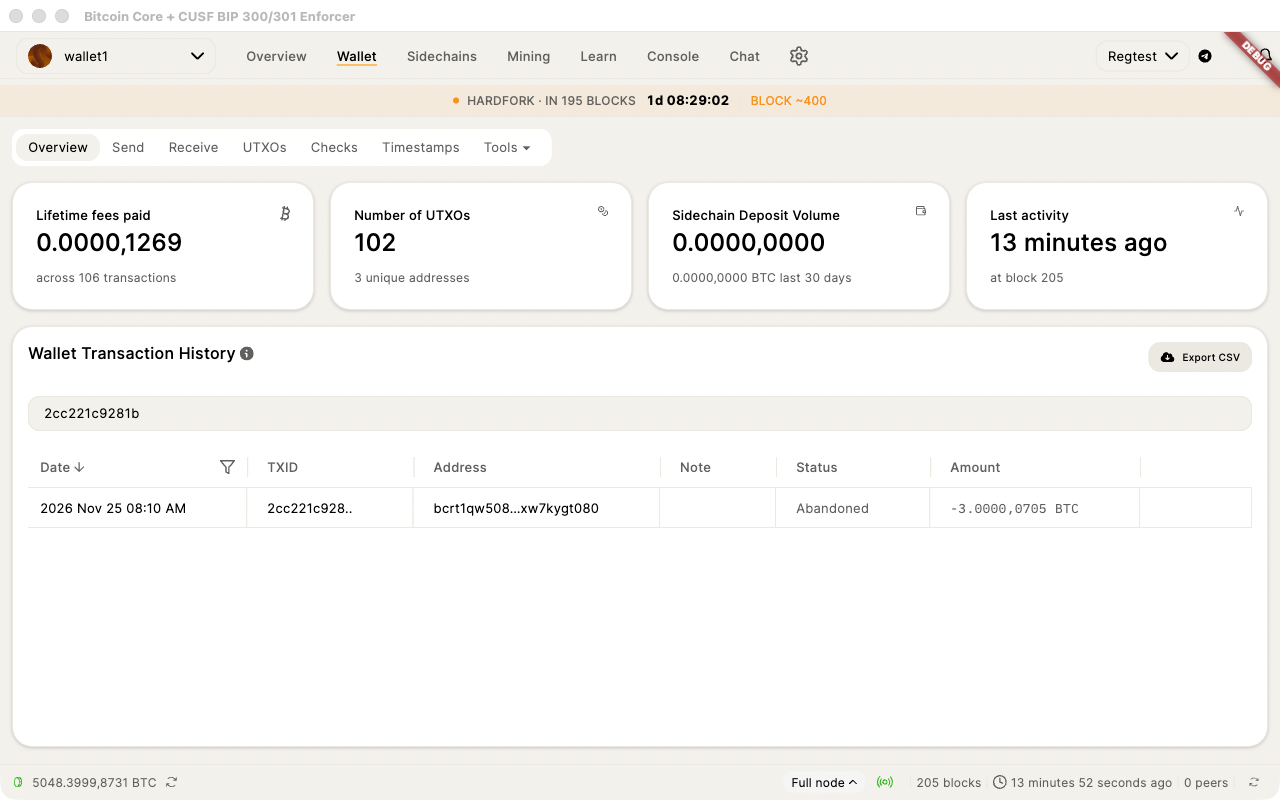 Bitcoin Core + CUSF BIP 300/301 Enforcer
wallet1
Overview
Wallet
Sidechains
Mining
Learn
Console
Chat
Regtest
DEBUG
HARDFORK · IN 195 BLOCKS 1d 08:29:02 BLOCK ~400
Overview
Send
Receive
UTXOs
Checks
Timestamps
Tools
Lifetime fees paid
0.0000,1269
across 106 transactions
Number of UTXOs
102
3 unique addresses
Sidechain Deposit Volume
0.0000,0000
0.0000,0000 BTC last 30 days
Last activity
13 minutes ago
at block 205
Wallet Transaction History
Export CSV
2cc221c9281b
Date TXID Address Note Status Amount
2026 Nov 25 08:10 AM 2cc221c928.. bcrt1qw508...xw7kygt080 Abandoned -3.0000,0705 BTC
5048.3999,8731 BTC
Full node
205 blocks
13 minutes 52 seconds ago
0 peers